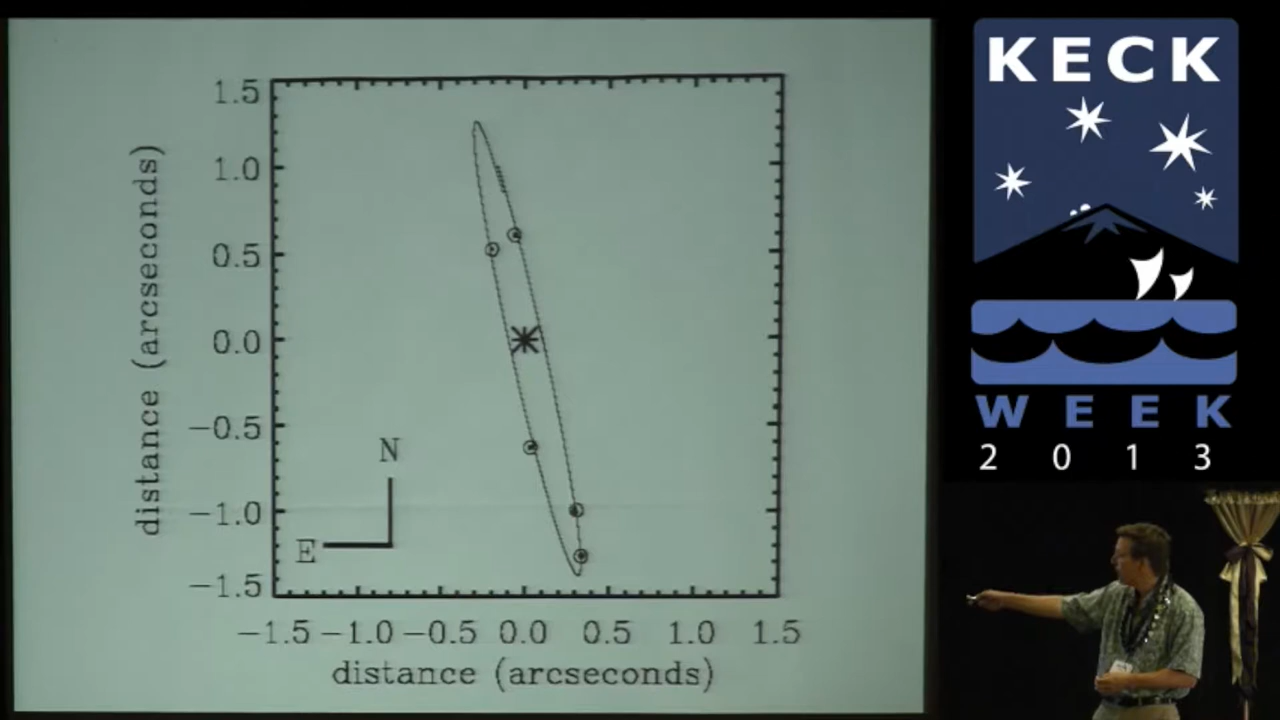 1.5
1.0
0.5
0.0
−0.5
−1.0
−1.5
distance (arcseconds)
N
E
−1.5 −1.0 −0.5 0.0 0.5 1.0 1.5
distance (arcseconds)
KECK
WEEK
2013